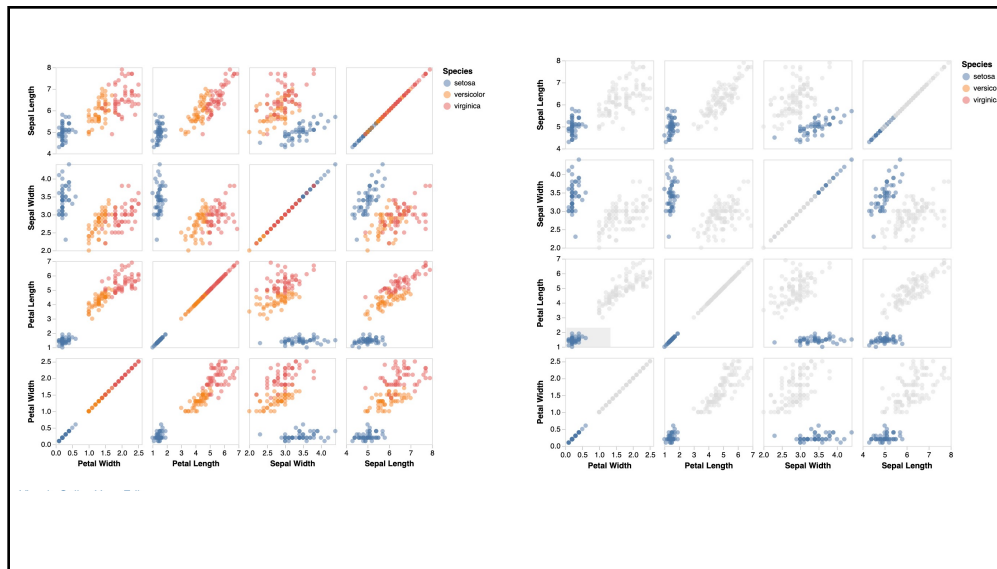 Species
setosa
versicolor
virginica
Sepal Length
8
7
6
5
4
Sepal Width
4.0
3.5
3.0
2.5
2.0
Petal Length
7
6
5
4
3
2
1
Petal Width
2.5
2.0
1.5
1.0
0.5
0.0
0.0 0.5 1.0 1.5 2.0 2.5
Petal Width
1 2 3 4 5 6 7
Petal Length
2.0 2.5 3.0 3.5 4.0
Sepal Width
4 5 6 7 8
Sepal Length
Species
setosa
versico
virginic
Sepal Length
8
7
6
5
4
Sepal Width
4.0
3.5
3.0
2.5
2.0
Petal Length
7
6
5
4
3
2
1
Petal Width
2.5
2.0
1.5
1.0
0.5
0.0
0.0 0.5 1.0 1.5 2.0 2.5
Petal Width
1 2 3 4 5 6 7
Petal Length
2.0 2.5 3.0 3.5 4.0
Sepal Width
4 5 6 7 8
Sepal Length